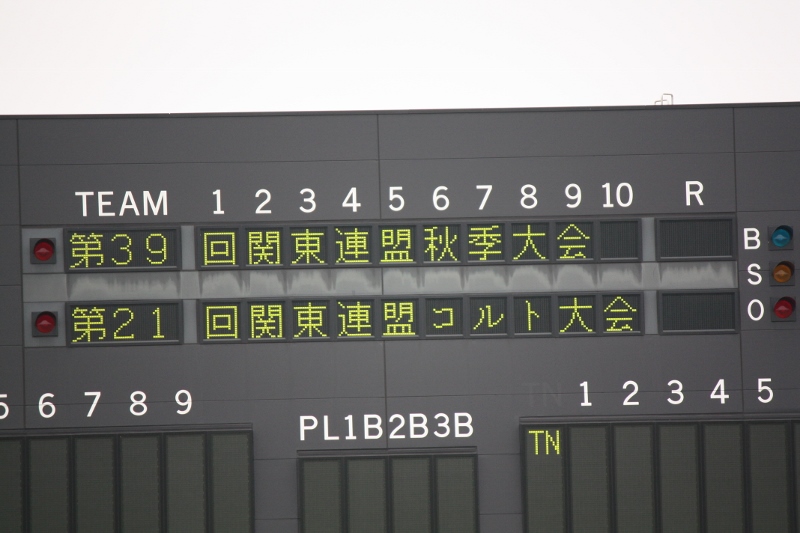 TEAM 1 2 3 4 5 6 7 8 9 10 R
第39回関東連盟秋季大会 B
S
第21回関東連盟コルト大会 O
5 6 7 8 9
PL1B2B3B
TN 1 2 3 4 5
TN